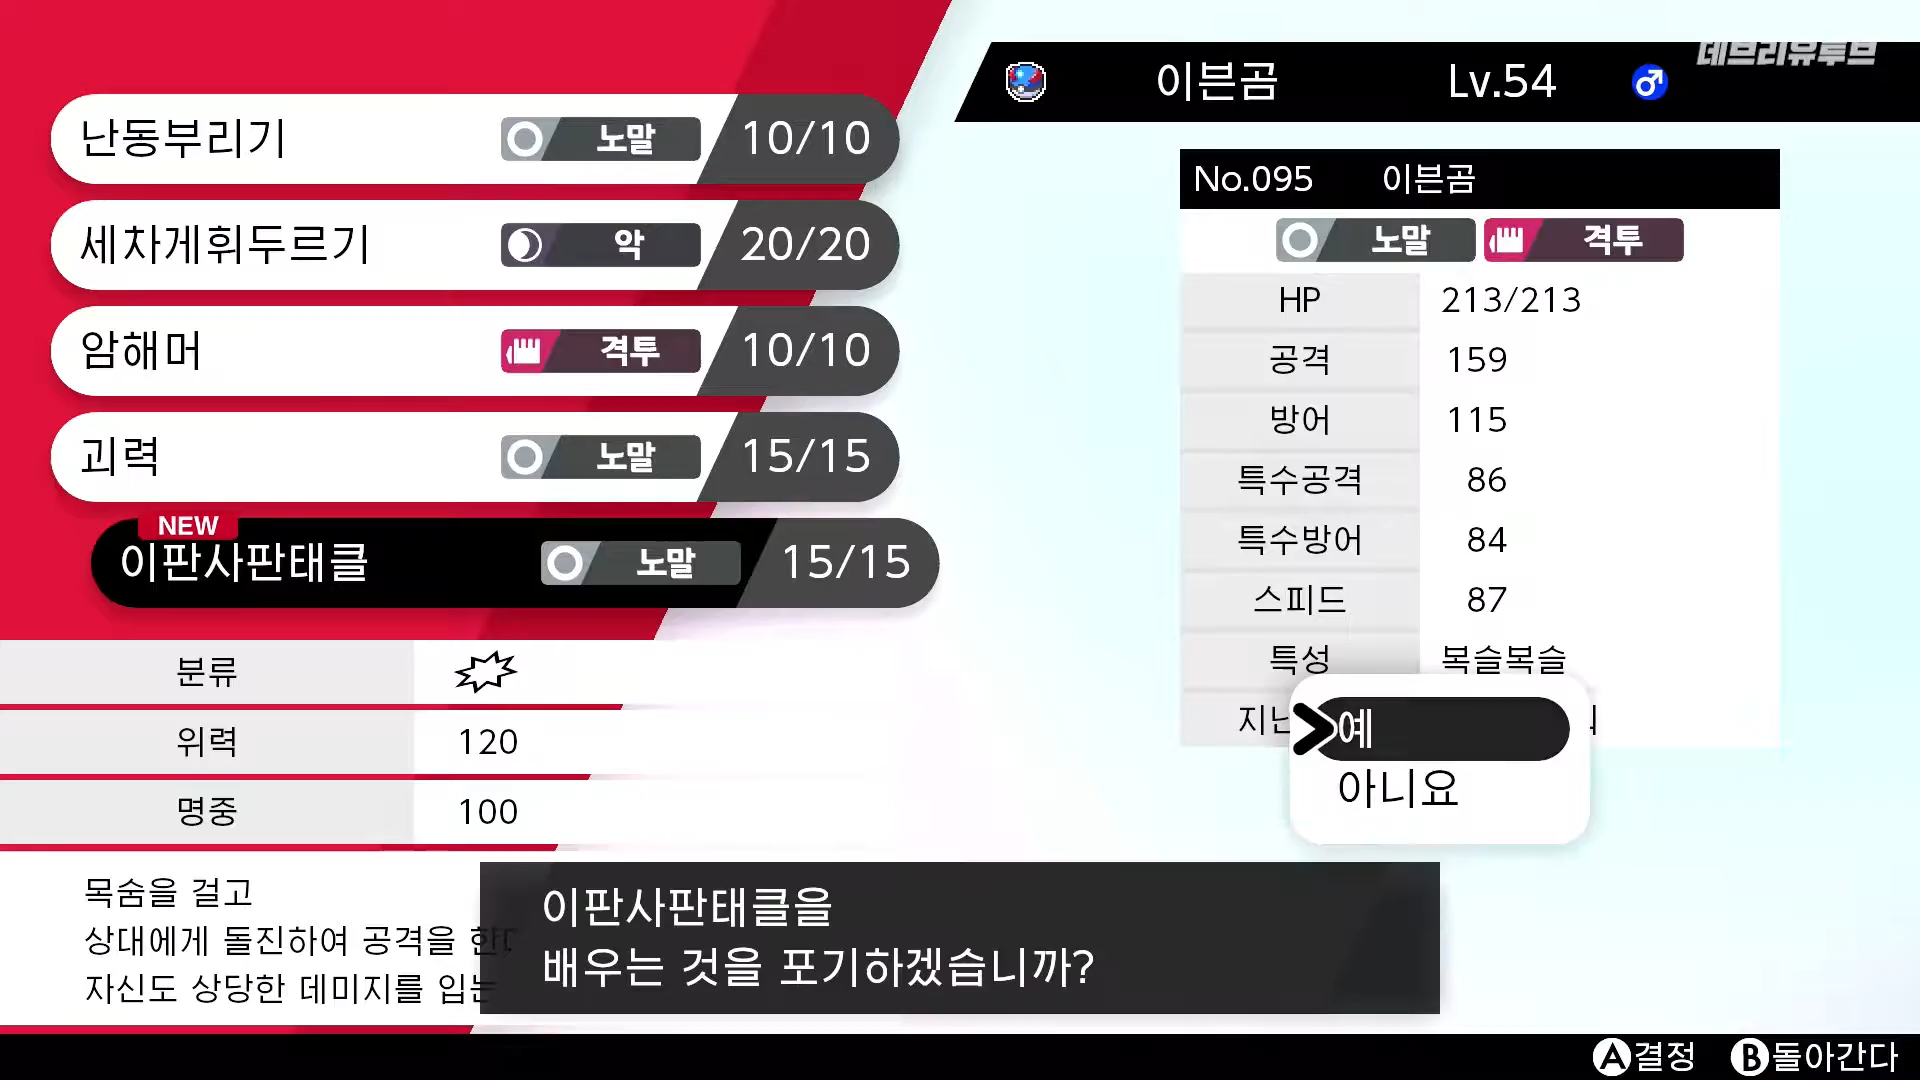 데브리유투브
이븐곰 Lv.54
난동부리기 노말 10/10
세차게휘두르기 악 20/20
암해머 격투 10/10
괴력 노말 15/15
NEW
이판사판태클 노말 15/15
분류
위력 120
명중 100
목숨을 걸고
상대에게 돌진하여 공격을
자신도 상당한 데미지를
No.095 이븐곰
노말 격투
HP 213/213
공격 159
방어 115
특수공격 86
특수방어 84
스피드 87
특성 복슬복슬
예
아니요
이판사판태클을
배우는 것을 포기하겠습니까?
A 결정 B 돌아간다